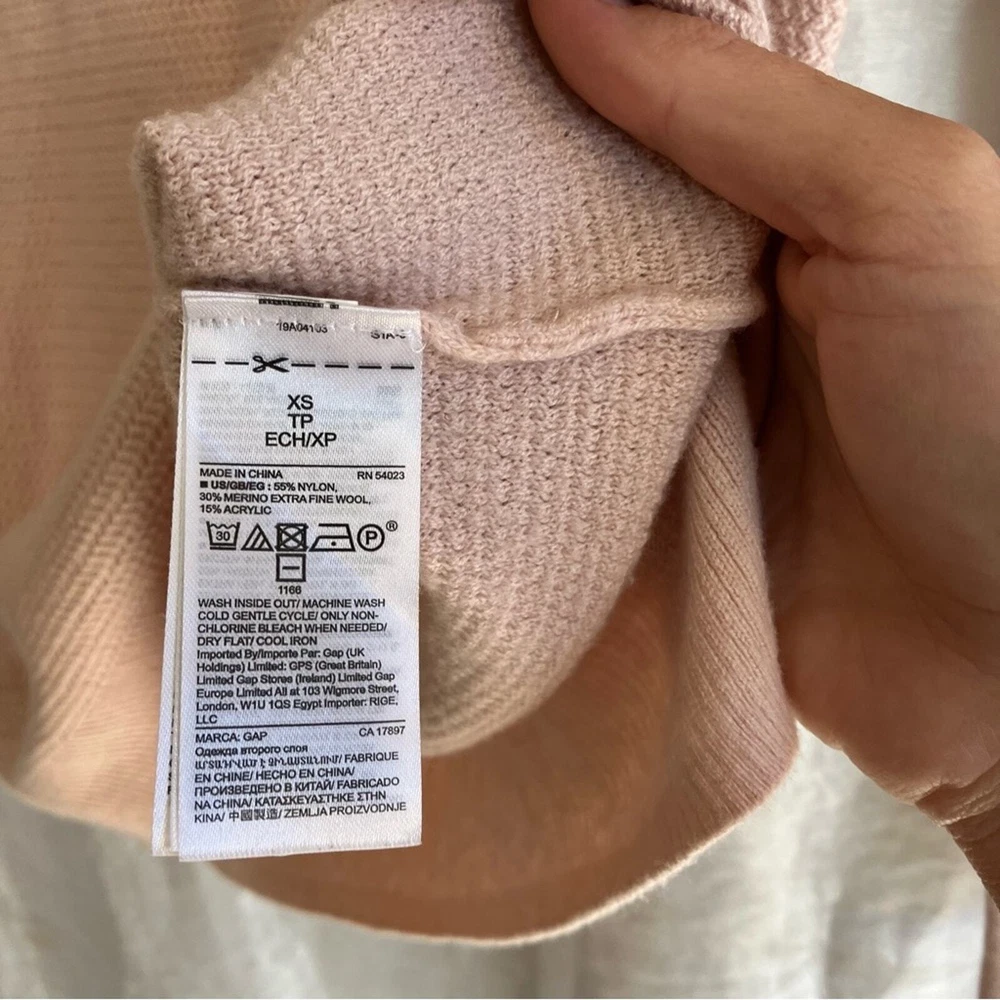 19A04103
XS
TP
ECH/XP
MADE IN CHINA RN 54023
US/GB/EG : 55% NYLON,
30% MERINO EXTRA FINE WOOL,
15% ACRYLIC
30 P ®
1166
WASH INSIDE OUT/ MACHINE WASH
COLD GENTLE CYCLE/ ONLY NON-
CHLORINE BLEACH WHEN NEEDED/
DRY FLAT/ COOL IRON
Imported By/Importe Par: Gap (UK
Holdings) Limited: GPS (Great Britain)
Limited Gap Stores (Ireland) Limited Gap
Europe Limited All at 103 Wigmore Street,
London, W1U 1QS Egypt Importer: RIGE,
LLC
MARCA: GAP CA 17897
Одежда второго слоя
ԱՐՏԱԴՐՎԱԾ Է ՉԻՆԱՍՏԱՆՈՒՄ/ FABRIQUE
EN CHINE/ HECHO EN CHINA/
ПРОИЗВЕДЕНО В КИТАЙ/ FABRICADO
NA CHINA/ ΚΑΤΑΣΚΕΥΑΣΤΗΚΕ ΣΤΗΝ
ΚΙΝΑ/ 中國製造/ ZEMLJA PROIZVODNJE